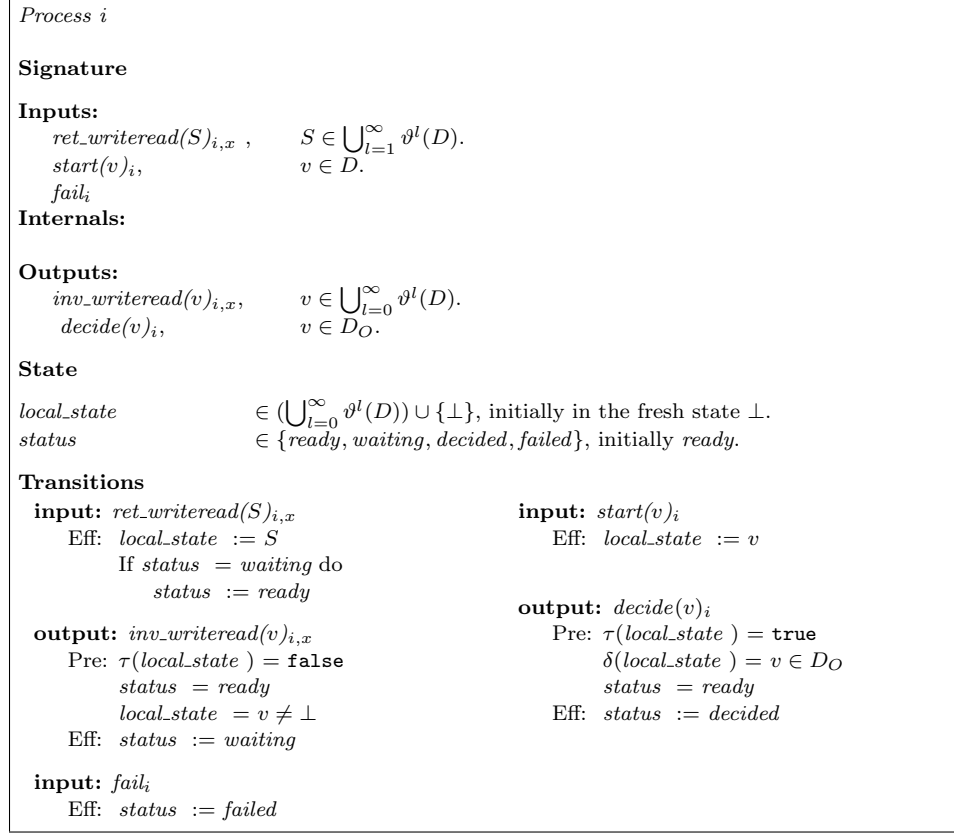 Process i
Signature
Inputs:
ret_writeread(S)_{i,x} , S ∈ ⋃_{l=1}^{∞} ϑ^l(D).
start(v)_i, v ∈ D.
fail_i
Internals:
Outputs:
inv_writeread(v)_{i,x}, v ∈ ⋃_{l=0}^{∞} ϑ^l(D).
decide(v)_i, v ∈ D_O.
State
local_state ∈ (⋃_{l=0}^{∞} ϑ^l(D)) ∪ {⊥}, initially in the fresh state ⊥.
status ∈ {ready, waiting, decided, failed}, initially ready.
Transitions
input: ret_writeread(S)_{i,x}
Eff: local_state := S
If status = waiting do
status := ready
output: inv_writeread(v)_{i,x}
Pre: τ(local_state ) = false
status = ready
local_state = v ≠ ⊥
Eff: status := waiting
input: fail_i
Eff: status := failed
input: start(v)_i
Eff: local_state := v
output: decide(v)_i
Pre: τ(local_state ) = true
δ(local_state ) = v ∈ D_O
status = ready
Eff: status := decided